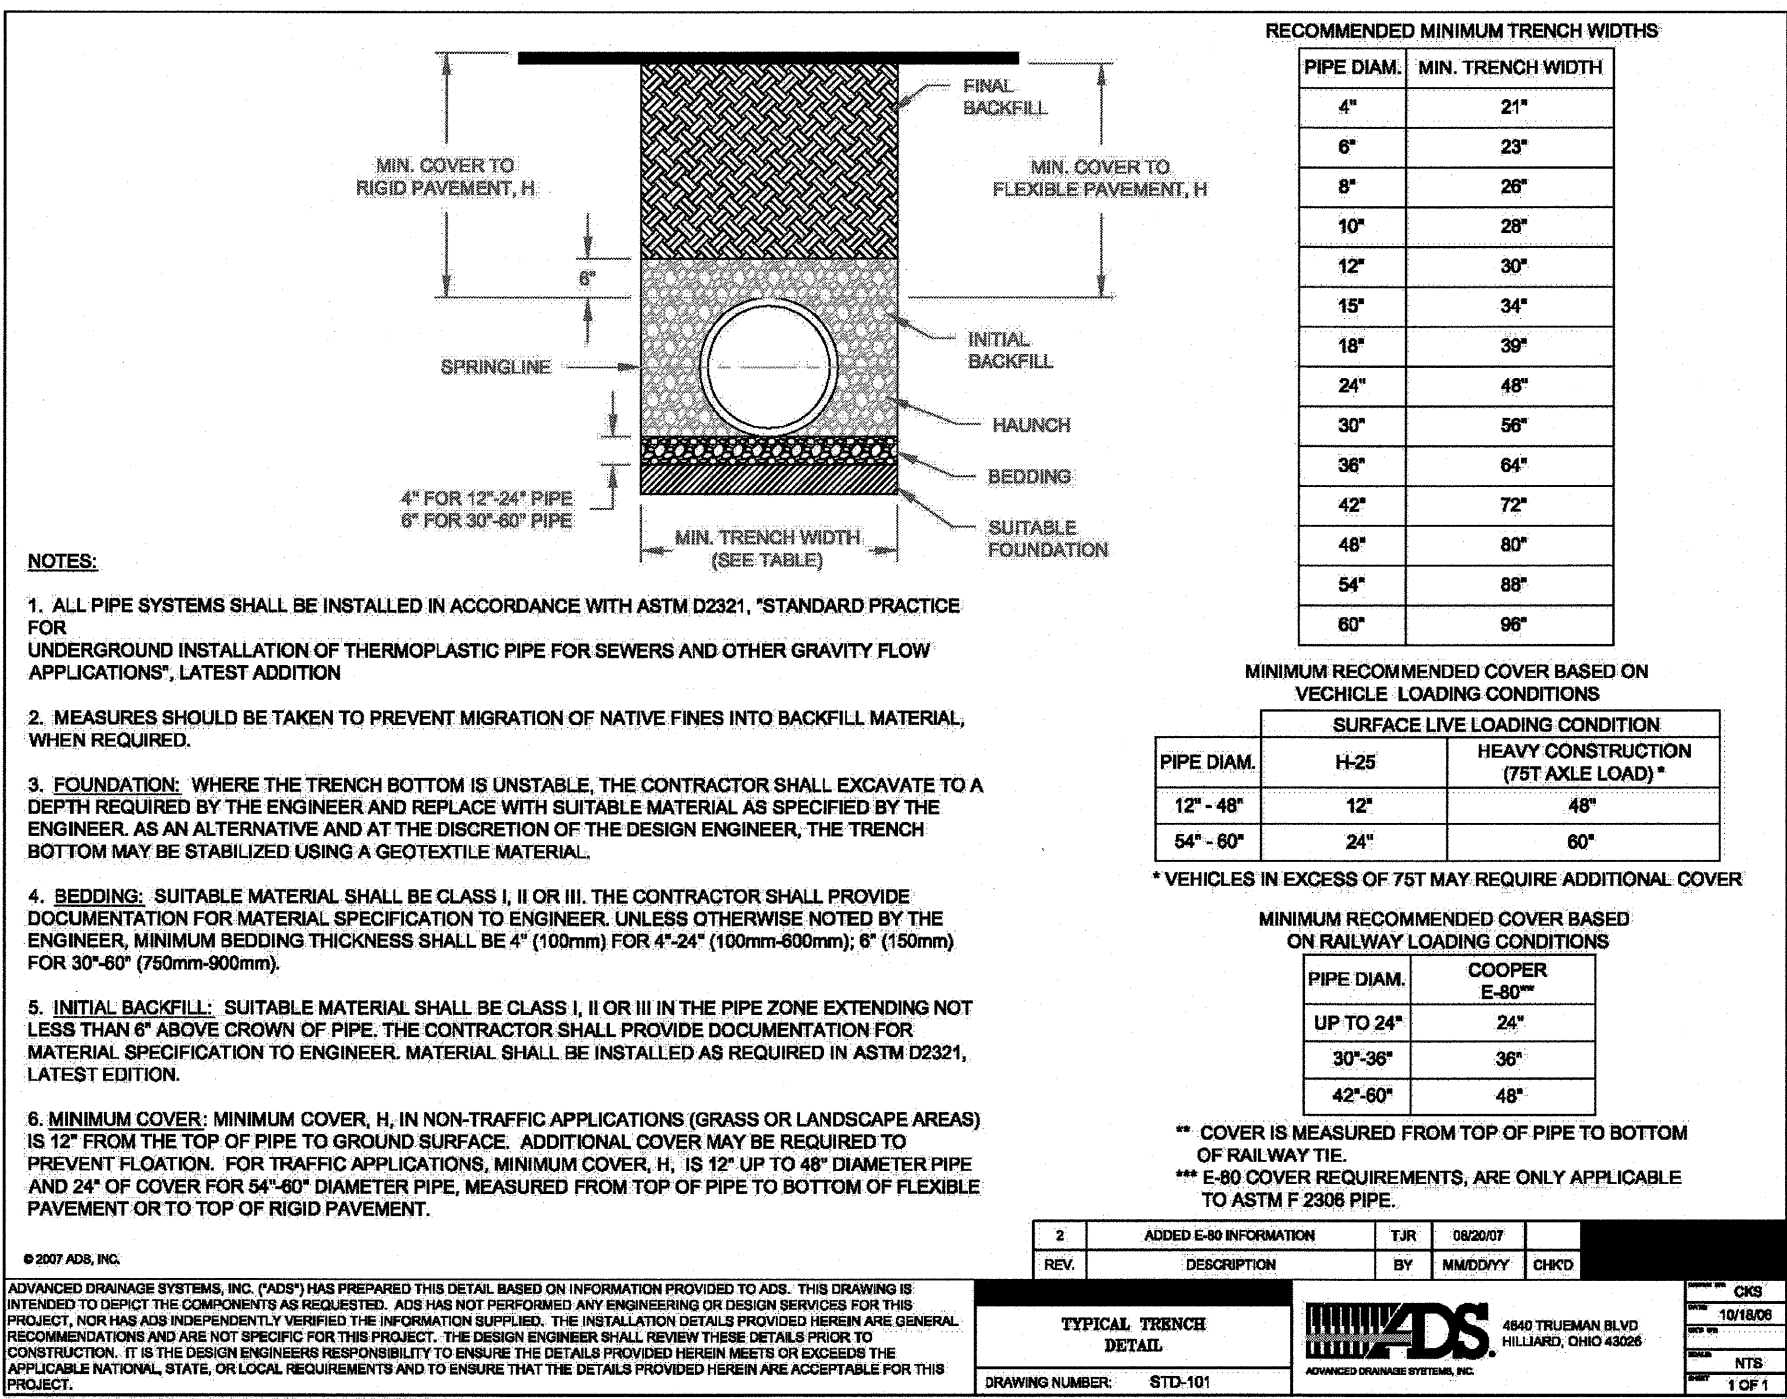 RECOMMENDED MINIMUM TRENCH WIDTHS
PIPE DIAM. MIN. TRENCH WIDTH
4" 21"
6" 23"
8" 26"
10" 28"
12" 30"
15" 34"
18" 39"
24" 48"
30" 56"
36" 64"
42" 72"
48" 80"
54" 88"
60" 96"
FINAL
BACKFILL
MIN. COVER TO
RIGID PAVEMENT, H
MIN. COVER TO
FLEXIBLE PAVEMENT, H
6"
INITIAL
BACKFILL
SPRINGLINE
HAUNCH
BEDDING
4" FOR 12"-24" PIPE
6" FOR 30"-60" PIPE
SUITABLE
FOUNDATION
MIN. TRENCH WIDTH
(SEE TABLE)
NOTES:
1. ALL PIPE SYSTEMS SHALL BE INSTALLED IN ACCORDANCE WITH ASTM D2321, "STANDARD PRACTICE
FOR
UNDERGROUND INSTALLATION OF THERMOPLASTIC PIPE FOR SEWERS AND OTHER GRAVITY FLOW
APPLICATIONS", LATEST ADDITION
2. MEASURES SHOULD BE TAKEN TO PREVENT MIGRATION OF NATIVE FINES INTO BACKFILL MATERIAL,
WHEN REQUIRED.
3. FOUNDATION: WHERE THE TRENCH BOTTOM IS UNSTABLE, THE CONTRACTOR SHALL EXCAVATE TO A
DEPTH REQUIRED BY THE ENGINEER AND REPLACE WITH SUITABLE MATERIAL AS SPECIFIED BY THE
ENGINEER. AS AN ALTERNATIVE AND AT THE DISCRETION OF THE DESIGN ENGINEER, THE TRENCH
BOTTOM MAY BE STABILIZED USING A GEOTEXTILE MATERIAL.
4. BEDDING: SUITABLE MATERIAL SHALL BE CLASS I, II OR III. THE CONTRACTOR SHALL PROVIDE
DOCUMENTATION FOR MATERIAL SPECIFICATION TO ENGINEER. UNLESS OTHERWISE NOTED BY THE
ENGINEER, MINIMUM BEDDING THICKNESS SHALL BE 4" (100mm) FOR 4"-24" (100mm-600mm); 6" (150mm)
FOR 30"-60" (750mm-900mm).
5. INITIAL BACKFILL: SUITABLE MATERIAL SHALL BE CLASS I, II OR III IN THE PIPE ZONE EXTENDING NOT
LESS THAN 6" ABOVE CROWN OF PIPE. THE CONTRACTOR SHALL PROVIDE DOCUMENTATION FOR
MATERIAL SPECIFICATION TO ENGINEER. MATERIAL SHALL BE INSTALLED AS REQUIRED IN ASTM D2321,
LATEST EDITION.
6. MINIMUM COVER: MINIMUM COVER, H, IN NON-TRAFFIC APPLICATIONS (GRASS OR LANDSCAPE AREAS)
IS 12" FROM THE TOP OF PIPE TO GROUND SURFACE. ADDITIONAL COVER MAY BE REQUIRED TO
PREVENT FLOATION. FOR TRAFFIC APPLICATIONS, MINIMUM COVER, H, IS 12" UP TO 48" DIAMETER PIPE
AND 24" OF COVER FOR 54"-60" DIAMETER PIPE, MEASURED FROM TOP OF PIPE TO BOTTOM OF FLEXIBLE
PAVEMENT OR TO TOP OF RIGID PAVEMENT.
MINIMUM RECOMMENDED COVER BASED ON
VECHICLE LOADING CONDITIONS
SURFACE LIVE LOADING CONDITION
PIPE DIAM. H-25 HEAVY CONSTRUCTION
(75T AXLE LOAD) *
12" - 48" 12" 48"
54" - 60" 24" 60"
* VEHICLES IN EXCESS OF 75T MAY REQUIRE ADDITIONAL COVER
MINIMUM RECOMMENDED COVER BASED
ON RAILWAY LOADING CONDITIONS
PIPE DIAM. COOPER
E-80**
UP TO 24" 24"
30"-36" 36"
42"-60" 48"
** COVER IS MEASURED FROM TOP OF PIPE TO BOTTOM
OF RAILWAY TIE.
*** E-80 COVER REQUIREMENTS, ARE ONLY APPLICABLE
TO ASTM F 2306 PIPE.
© 2007 ADS, INC.
2 ADDED E-80 INFORMATION TJR 08/20/07
REV. DESCRIPTION BY MM/DD/YY CHK'D
ADVANCED DRAINAGE SYSTEMS, INC. ("ADS") HAS PREPARED THIS DETAIL BASED ON INFORMATION PROVIDED TO ADS. THIS DRAWING IS
INTENDED TO DEPICT THE COMPONENTS AS REQUESTED. ADS HAS NOT PERFORMED ANY ENGINEERING OR DESIGN SERVICES FOR THIS
PROJECT, NOR HAS ADS INDEPENDENTLY VERIFIED THE INFORMATION SUPPLIED. THE INSTALLATION DETAILS PROVIDED HEREIN ARE GENERAL
RECOMMENDATIONS AND ARE NOT SPECIFIC FOR THIS PROJECT. THE DESIGN ENGINEER SHALL REVIEW THESE DETAILS PRIOR TO
CONSTRUCTION. IT IS THE DESIGN ENGINEERS RESPONSIBILITY TO ENSURE THE DETAILS PROVIDED HEREIN MEETS OR EXCEEDS THE
APPLICABLE NATIONAL, STATE, OR LOCAL REQUIREMENTS AND TO ENSURE THAT THE DETAILS PROVIDED HEREIN ARE ACCEPTABLE FOR THIS
PROJECT.
TYPICAL TRENCH
DETAIL
DRAWING NUMBER: STD-101
ADS
ADVANCED DRAINAGE SYSTEMS, INC.
4640 TRUEMAN BLVD
HILLIARD, OHIO 43026
CKS
10/18/06
NTS
1 OF 1